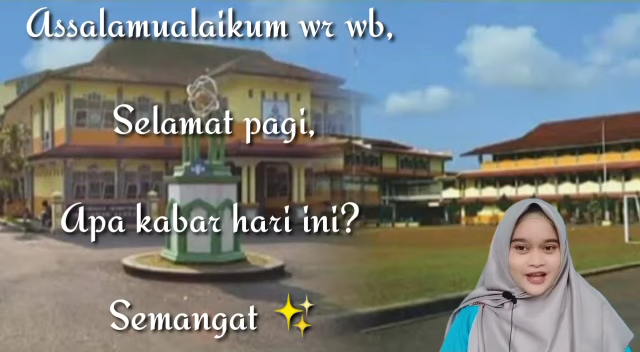 Assalamualaikum wr wb,
Selamat pagi,
Apa kabar hari ini?
Semangat ✨